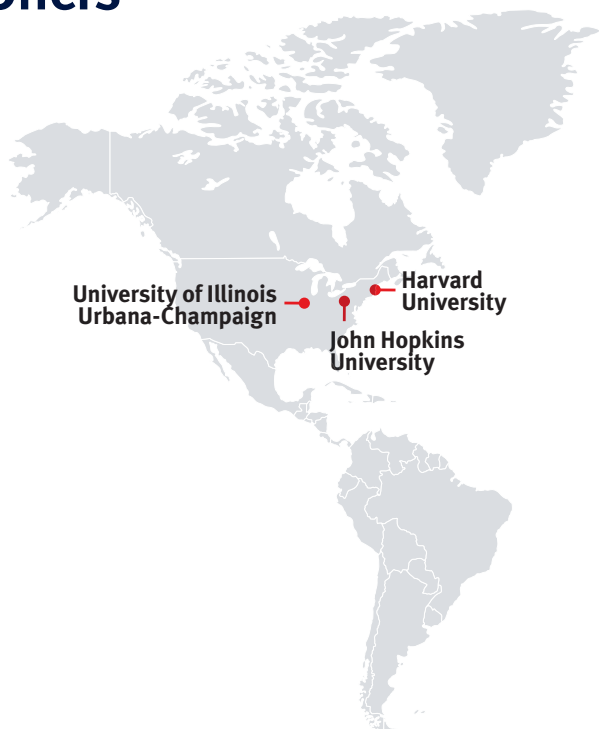 University of Illinois
Urbana-Champaign
Harvard
University
John Hopkins
University